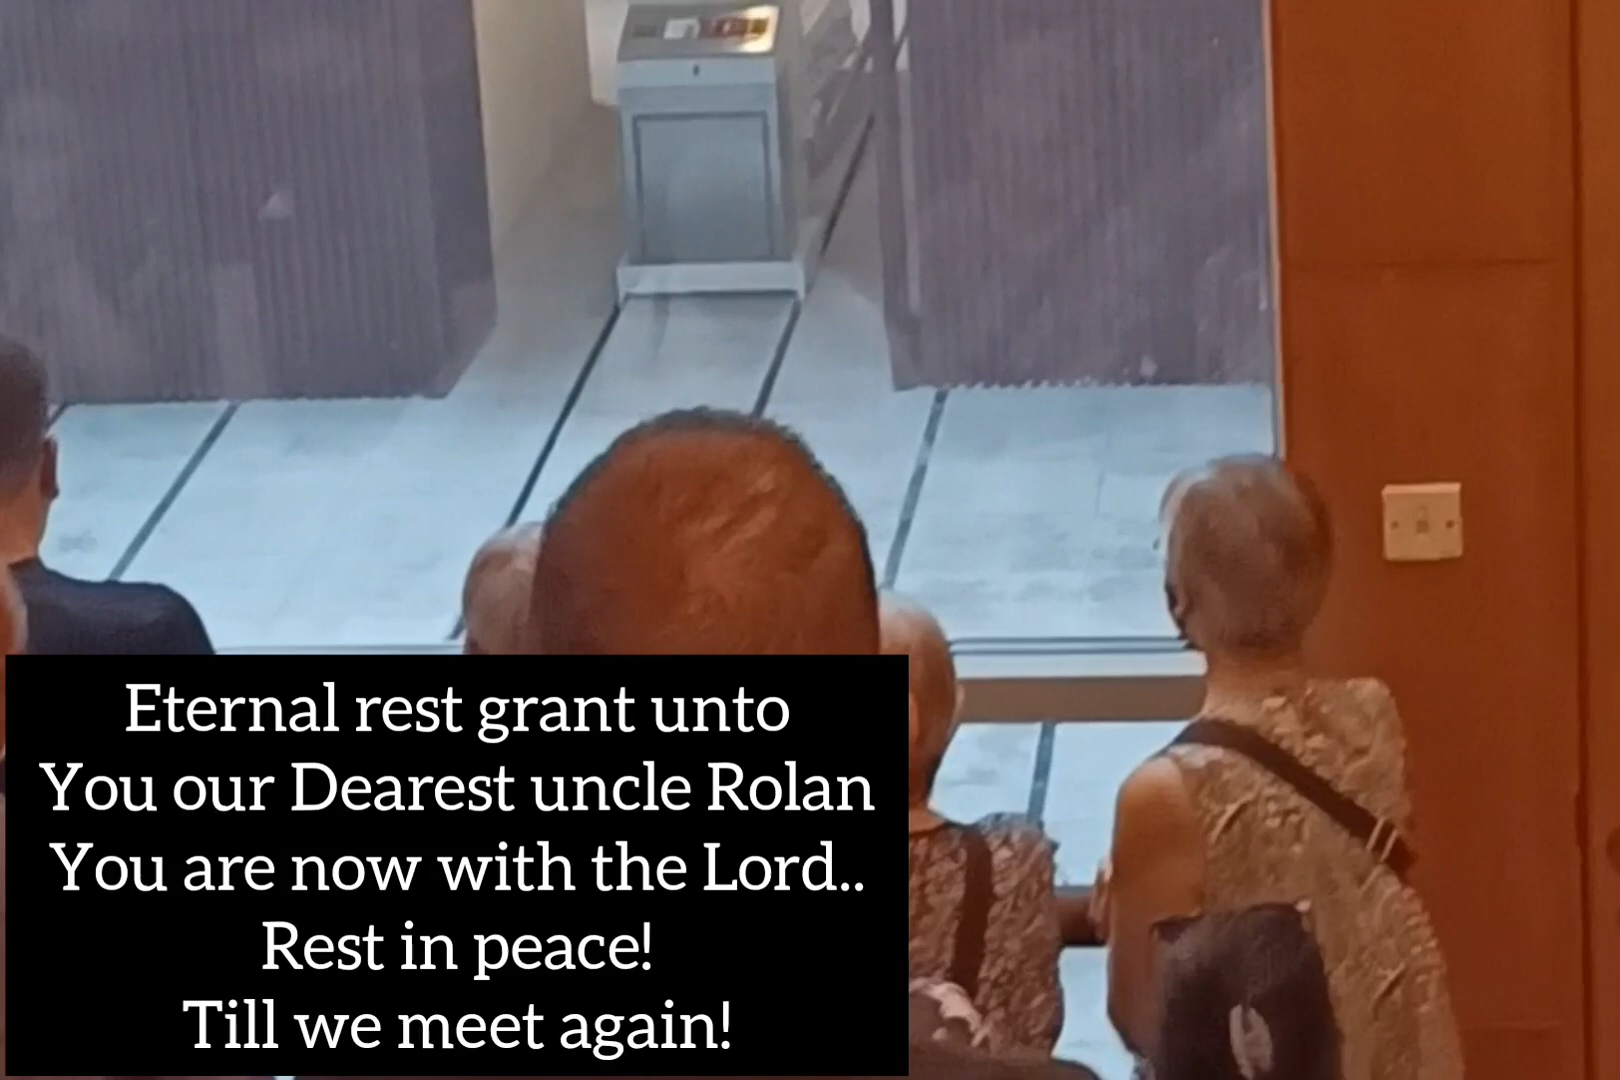 Eternal rest grant unto
You our Dearest uncle Rolan
You are now with the Lord..
Rest in peace!
Till we meet again!